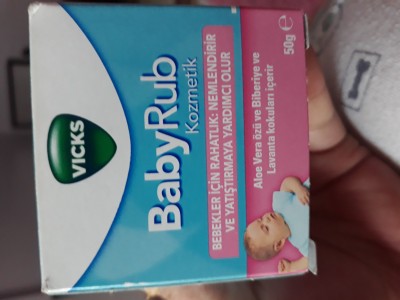 VICKS
BabyRub
Kozmetik
BEBEKLER İÇİN RAHATLIK: NEMLENDİRİR
VE YATIŞTIRMAYA YARDIMCI OLUR
Aloe Vera özü ve Biberiye ve
Lavanta kokuları içerir
50g e